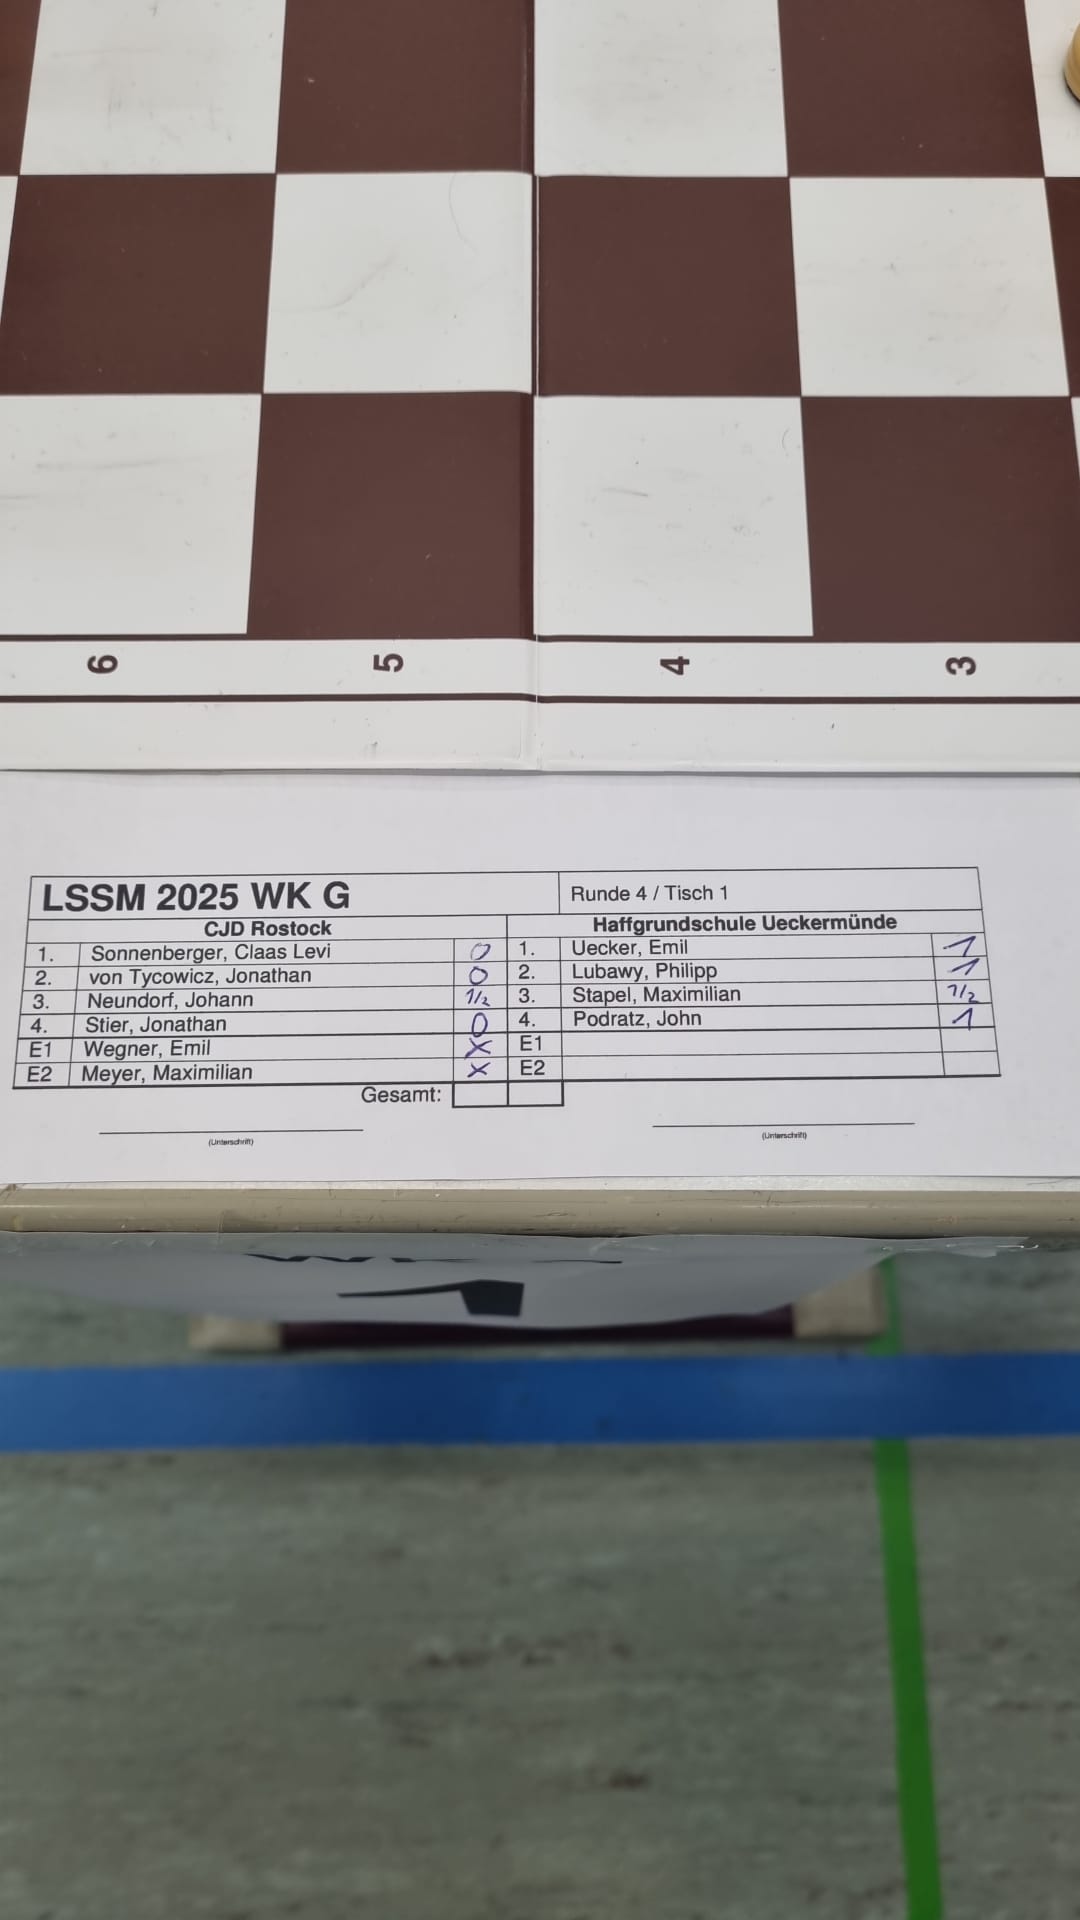 6 5 4 3
LSSM 2025 WK G Runde 4 / Tisch 1
CJD Rostock Haffgrundschule Ueckermünde
1. Sonnenberger, Claas Levi 0 1. Uecker, Emil 1
2. von Tycowicz, Jonathan 0 2. Lubawy, Philipp 1
3. Neundorf, Johann 1/2 3. Stapel, Maximilian 1/2
4. Stier, Jonathan 0 4. Podratz, John 1
E1 Wegner, Emil X E1
E2 Meyer, Maximilian X E2
Gesamt:
(Unterschrift) (Unterschrift)
1